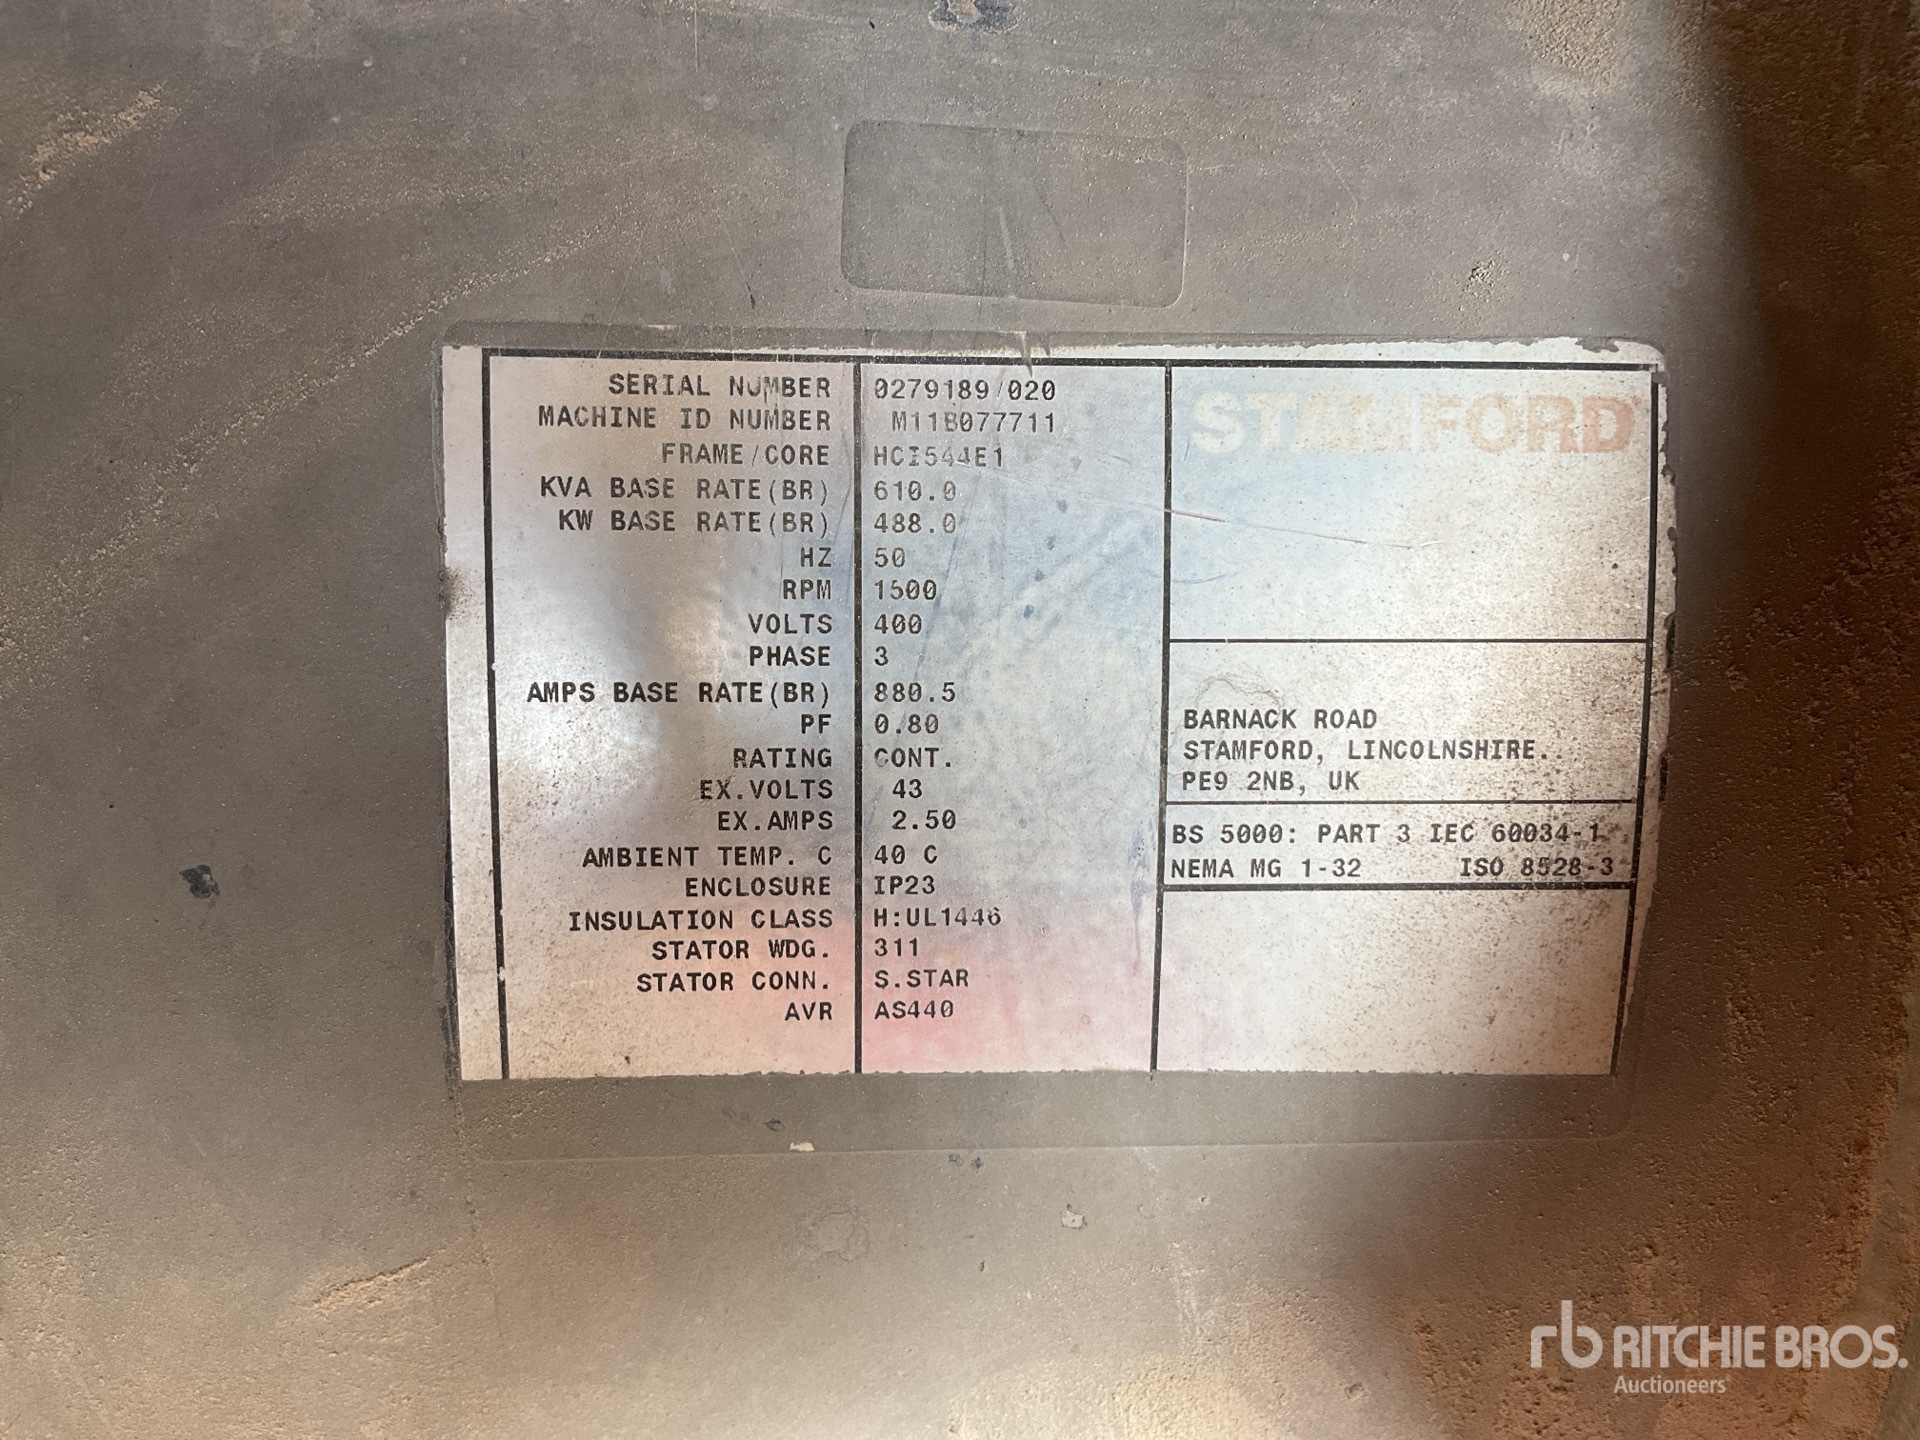 SERIAL NUMBER 0279189/020
MACHINE ID NUMBER M11B077711
FRAME/CORE HCI544E1
KVA BASE RATE(BR) 610.0
KW BASE RATE(BR) 488.0
HZ 50
RPM 1500
VOLTS 400
PHASE 3
AMPS BASE RATE(BR) 880.5
PF 0.80
RATING CONT.
EX.VOLTS 43
EX.AMPS 2.50
AMBIENT TEMP. C 40 C
ENCLOSURE IP23
INSULATION CLASS H:UL1446
STATOR WDG. 311
STATOR CONN. S.STAR
AVR AS440
STAMFORD
BARNACK ROAD
STAMFORD, LINCOLNSHIRE.
PE9 2NB, UK
BS 5000: PART 3 IEC 60034-1
NEMA MG 1-32 ISO 8528-3
rb RITCHIE BROS.
Auctioneers